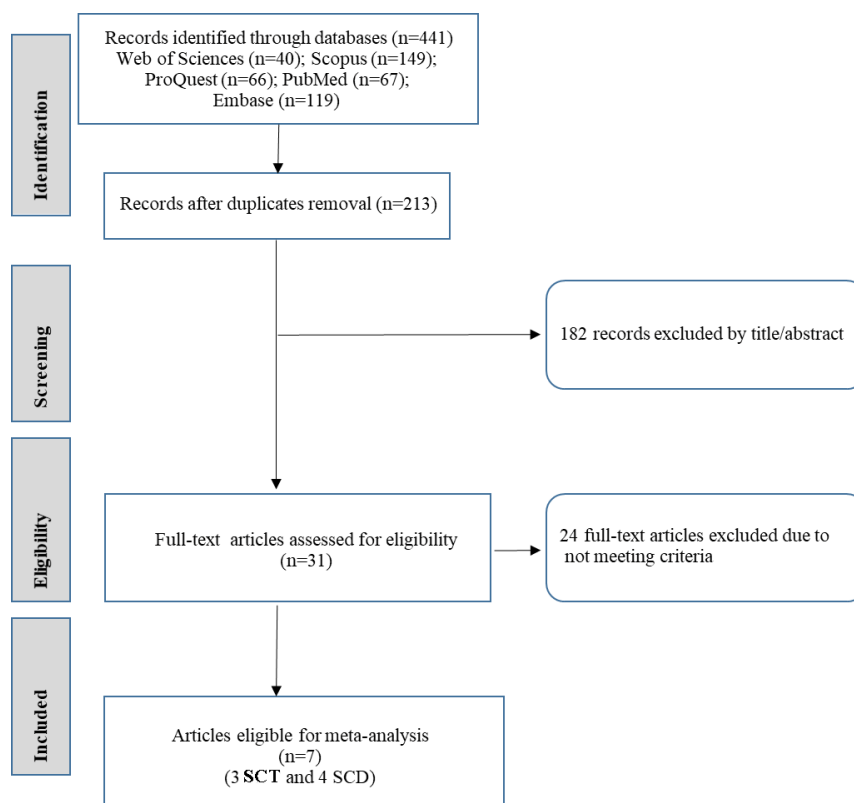 Identification
Records identified through databases (n=441)
Web of Sciences (n=40); Scopus (n=149);
ProQuest (n=66); PubMed (n=67);
Embase (n=119)
Records after duplicates removal (n=213)
Screening
182 records excluded by title/abstract
Eligibility
Full-text articles assessed for eligibility
(n=31)
24 full-text articles excluded due to
not meeting criteria
Included
Articles eligible for meta-analysis
(n=7)
(3 SCT and 4 SCD)